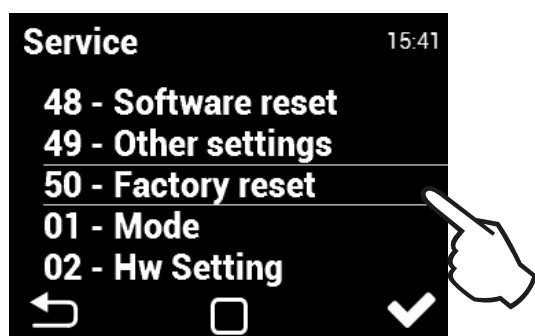 Service 15:41
48 - Software reset
49 - Other settings
50 - Factory reset
01 - Mode
02 - Hw Setting